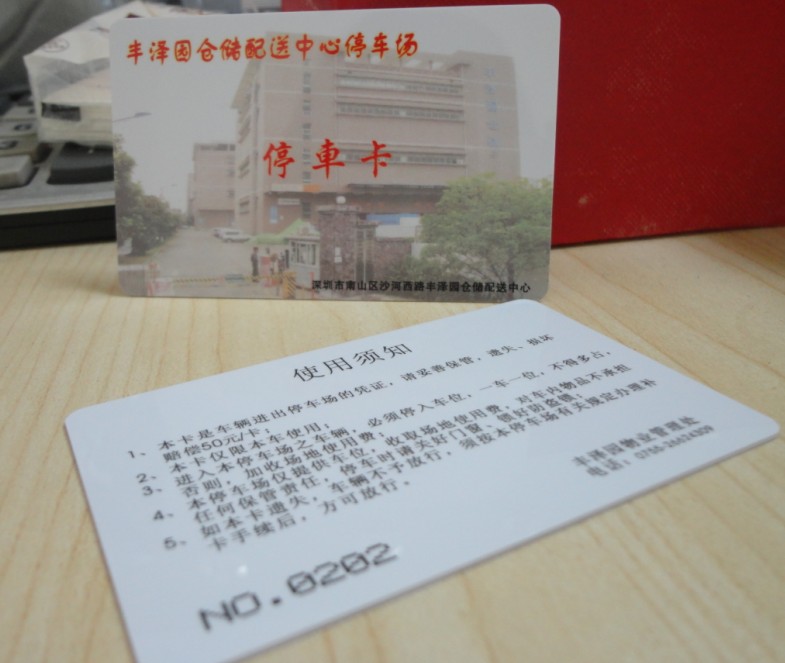 丰泽园仓储配送中心停车场
停車卡
深圳市南山区沙河西路丰泽园仓储配送中心
使用须知
1、本卡是车辆进出停车场的凭证，请妥善保管，遗失、损坏
赔偿50元/卡；
2、本卡仅限本车使用；
3、进入本停车场之车辆，必须停入车位，一车一位，不得多占，
否则，加收场地使用费；
4、本停车场仅提供车位，收取场地使用费，对车内物品不承担
任何保管责任，停车时请关好门窗、锁好防盗锁；
5、如本卡遗失，车辆不予放行，须按本停车场有关规定办理补
卡手续后，方可放行。
丰泽园物业管理处
电话：0755-
NO.0202